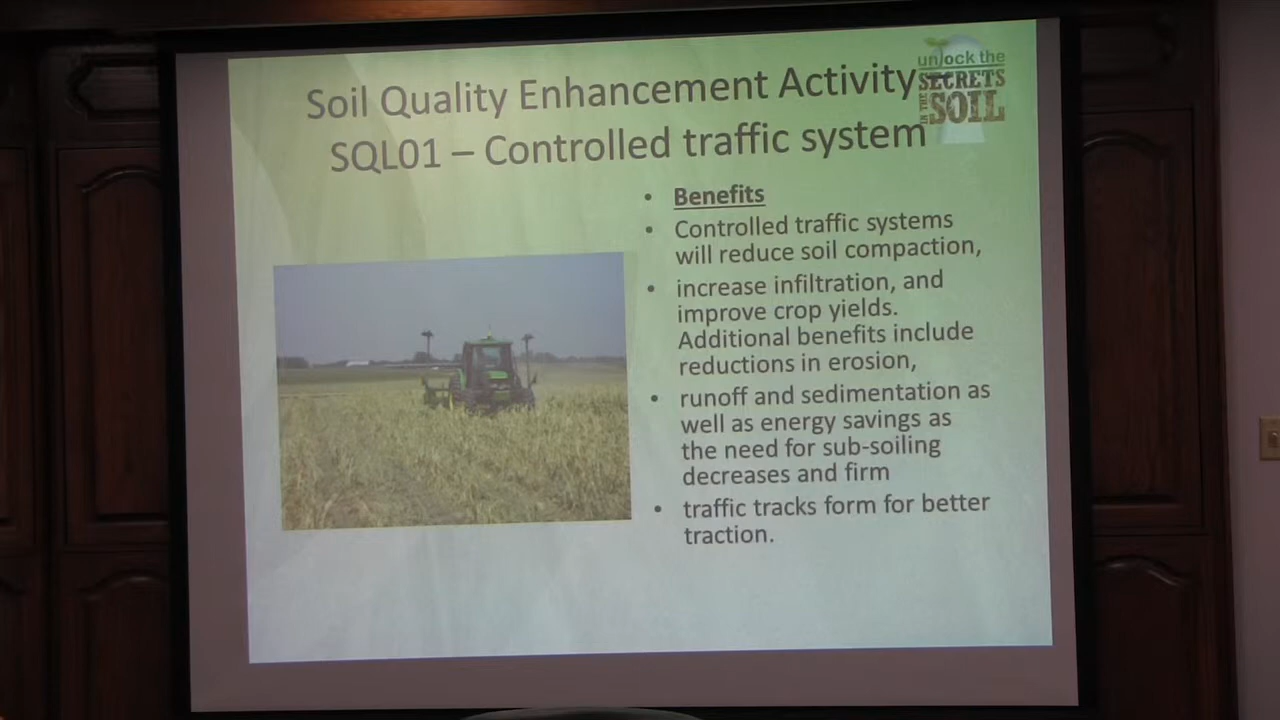 Soil Quality Enhancement Activity
SQL01 – Controlled traffic system
unlock the
SECRETS
IN THE
SOIL
• Benefits
• Controlled traffic systems
will reduce soil compaction,
• increase infiltration, and
improve crop yields.
Additional benefits include
reductions in erosion,
• runoff and sedimentation as
well as energy savings as
the need for sub-soiling
decreases and firm
• traffic tracks form for better
traction.